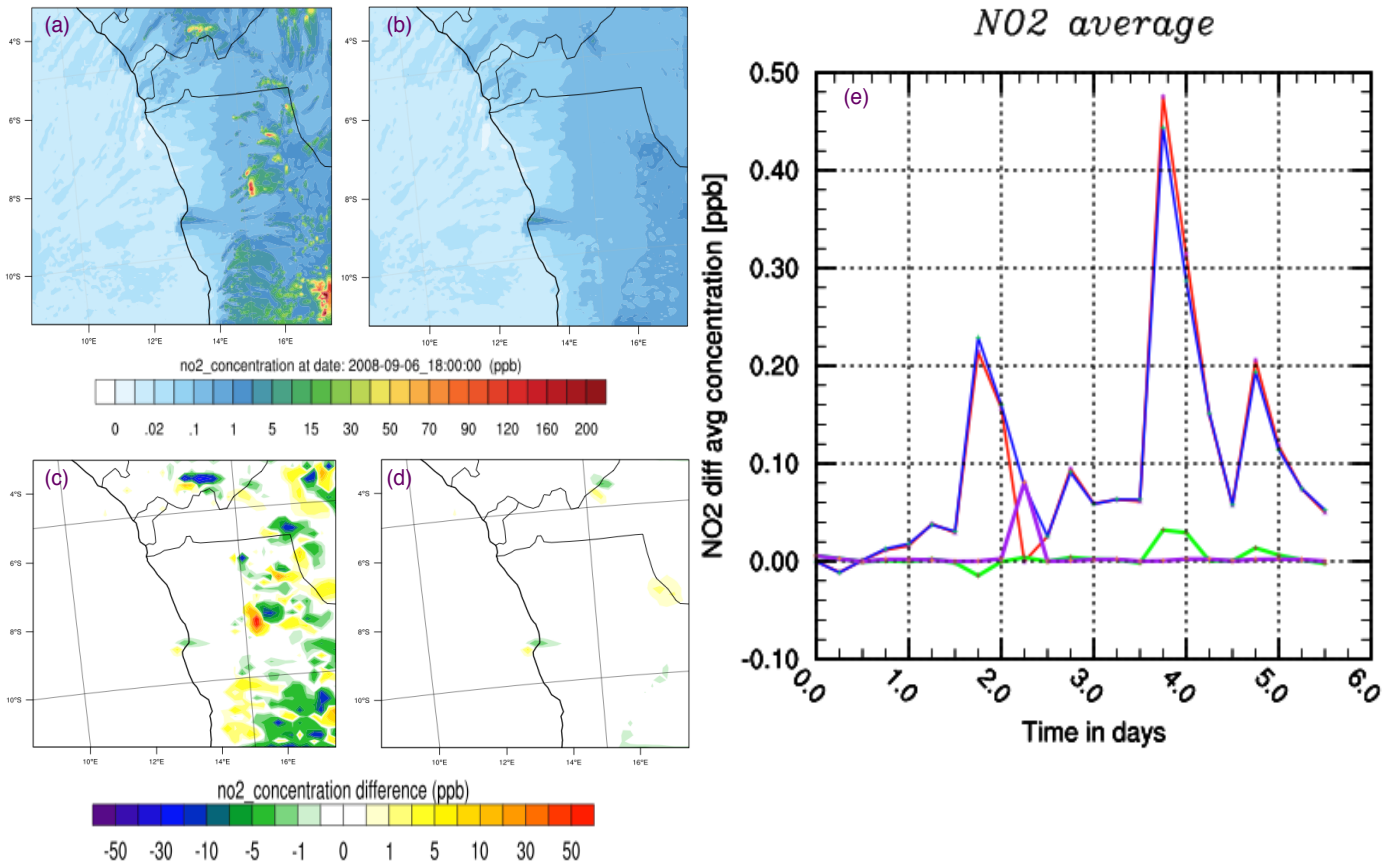 (a)
4°S
6°S
8°S
10°S
10°E 12°E 14°E 16°E
(b)
4°S
6°S
8°S
10°S
10°E 12°E 14°E 16°E
no2_concentration at date: 2008-09-06_18:00:00 (ppb)
0 .02 .1 1 5 15 30 50 70 90 120 160 200
(c)
4°S
6°S
8°S
10°S
10°E 12°E 14°E 16°E
(d)
4°S
6°S
8°S
10°S
10°E 12°E 14°E 16°E
no2_concentration difference (ppb)
-50 -30 -10 -5 -1 0 1 5 10 30 50
NO2 average
(e)
NO2 diff avg concentration [ppb]
0.50
0.40
0.30
0.20
0.10
0.00
-0.10
0.0 1.0 2.0 3.0 4.0 5.0 6.0
Time in days